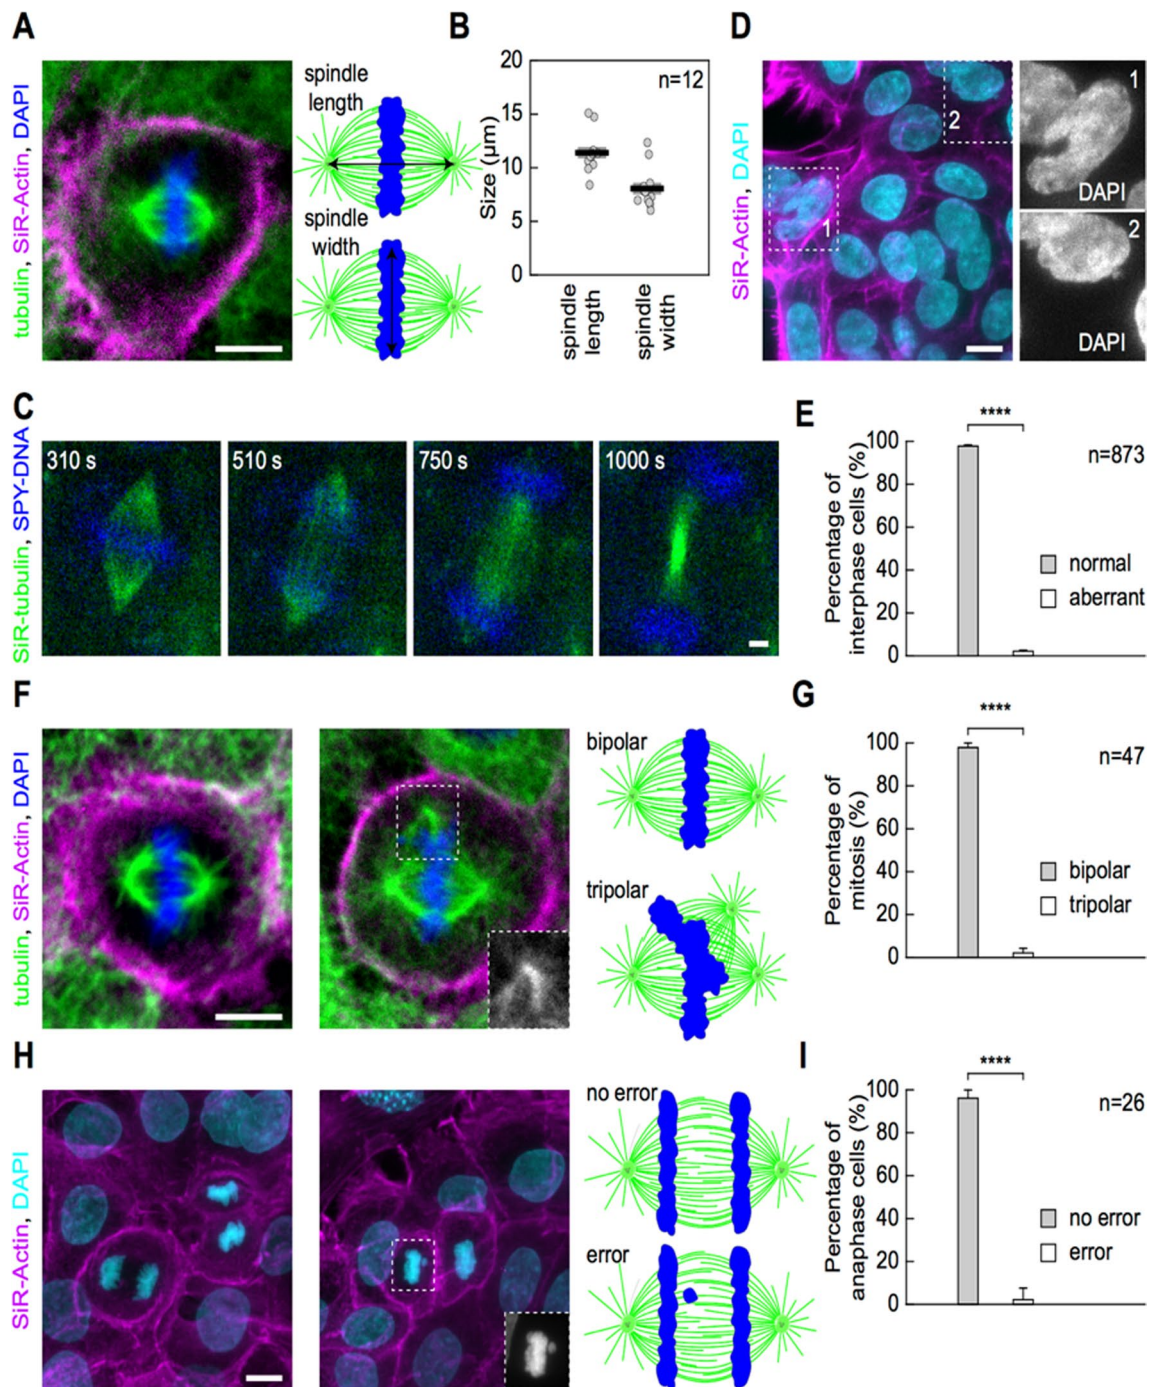 A
tubulin, SiR-Actin, DAPI
spindle
length
spindle
width
B
Size (µm)
20
15
10
5
0
n=12
spindle
length
spindle
width
D
SiR-Actin, DAPI
1
2
1
DAPI
2
DAPI
C
SiR-tubulin, SPY-DNA
310 s
510 s
750 s
1000 s
E
Percentage of
interphase cells (%)
100
80
60
40
20
0
****
n=873
normal
aberrant
F
tubulin, SiR-Actin, DAPI
bipolar
tripolar
G
Percentage of
mitosis (%)
100
80
60
40
20
0
****
n=47
bipolar
tripolar
H
SiR-Actin, DAPI
no error
error
I
Percentage of
anaphase cells (%)
100
80
60
40
20
0
****
n=26
no error
error